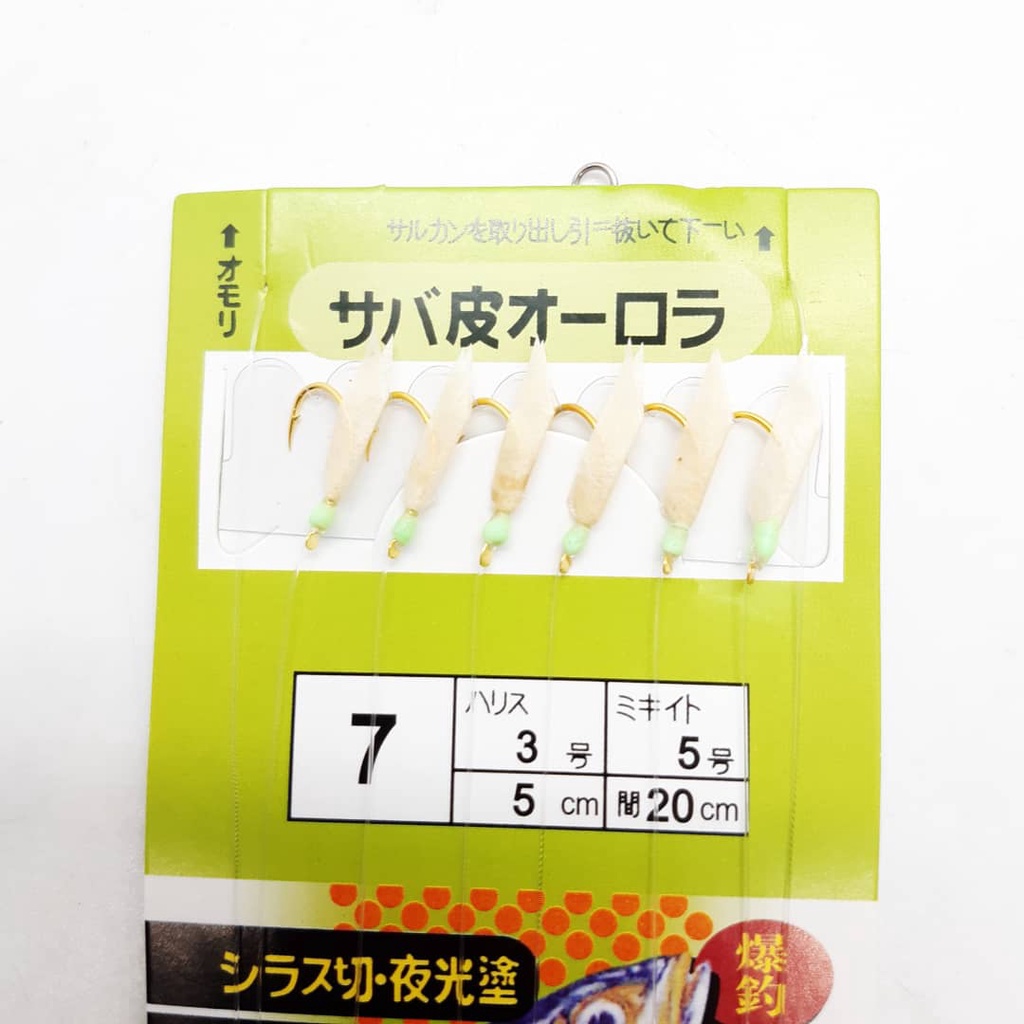 サルカンを取り出し引き抜いて下さい
オモリ
サバ皮オーロラ
7
ハリス
3号
5cm
ミキイト
5号
間20cm
シラス切・夜光塗
爆釣